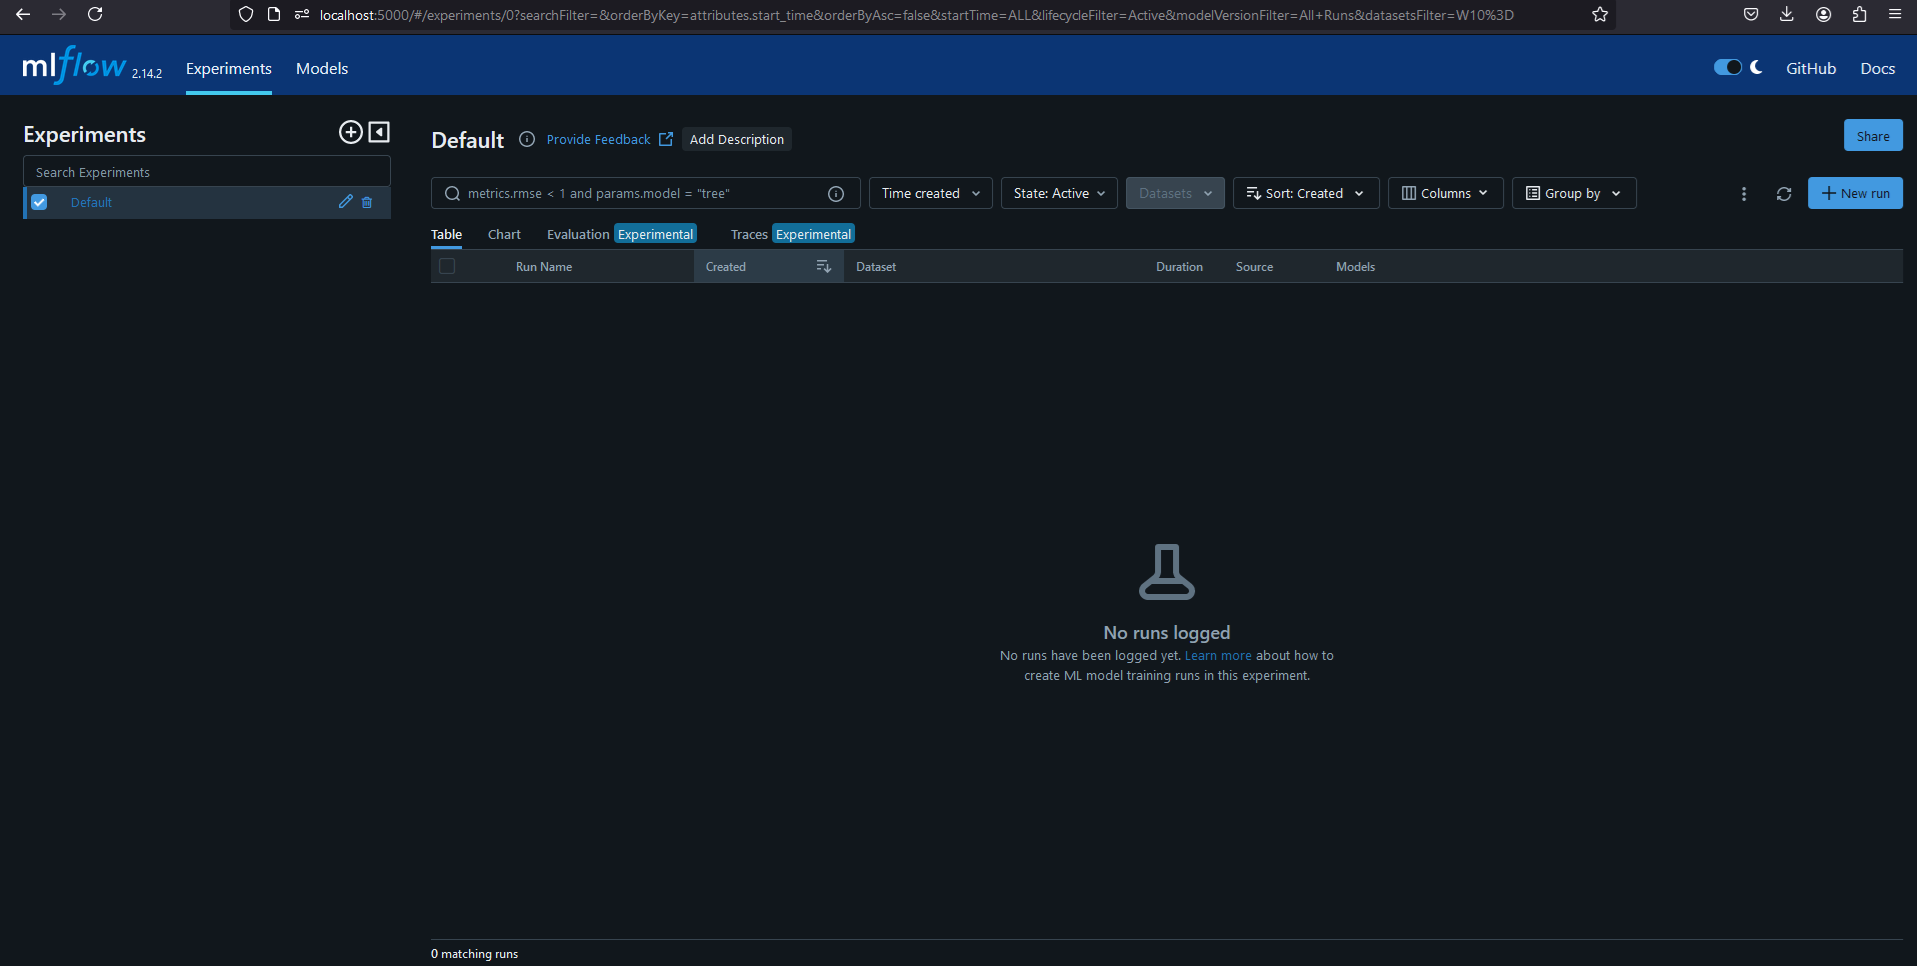 localhost:5000/#/experiments/0?searchFilter=&orderByKey=attributes.start_time&orderByAsc=false&startTime=ALL&lifecycleFilter=Active&modelVersionFilter=All+Runs&datasetsFilter=W10%3D
mlflow 2.14.2 Experiments Models GitHub Docs
Experiments
Search Experiments
Default
Default Provide Feedback Add Description Share
metrics.rmse < 1 and params.model = "tree" Time created State: Active Datasets Sort: Created Columns Group by New run
Table Chart Evaluation Experimental Traces Experimental
Run Name Created Dataset Duration Source Models
No runs logged
No runs have been logged yet. Learn more about how to
create ML model training runs in this experiment.
0 matching runs